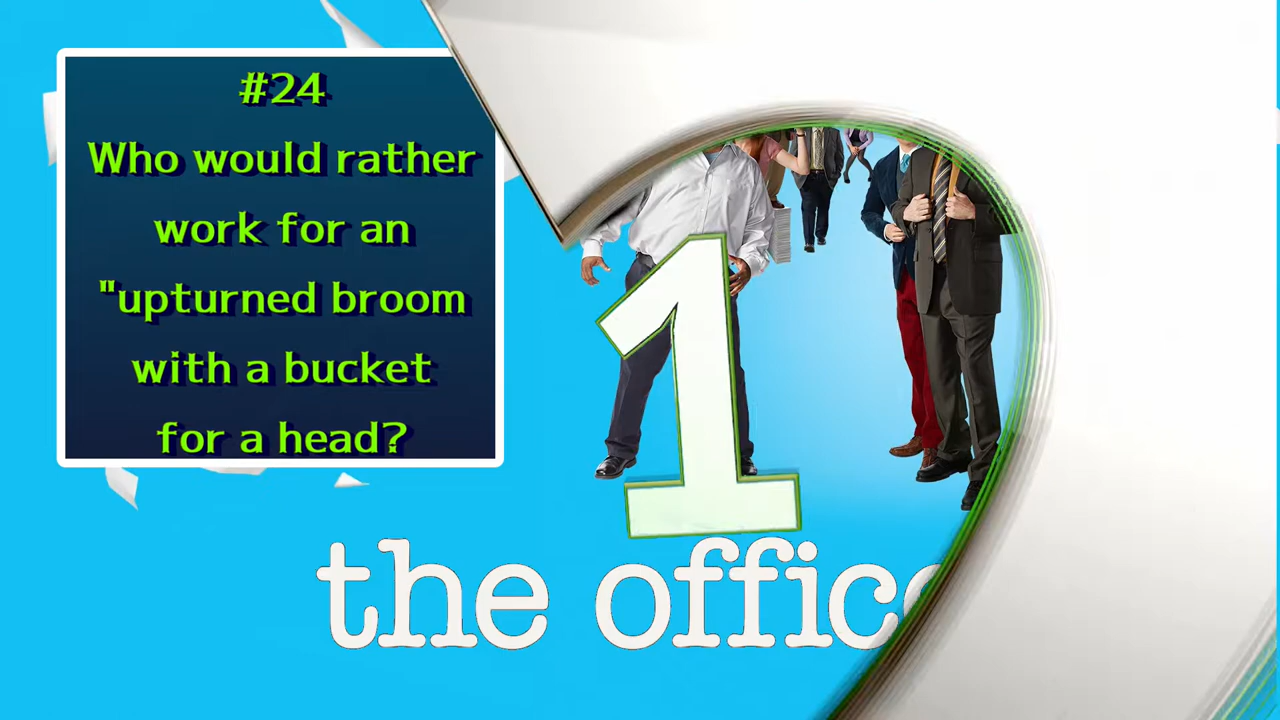 #24
Who would rather
work for an
"upturned broom
with a bucket
for a head?
1
the offic